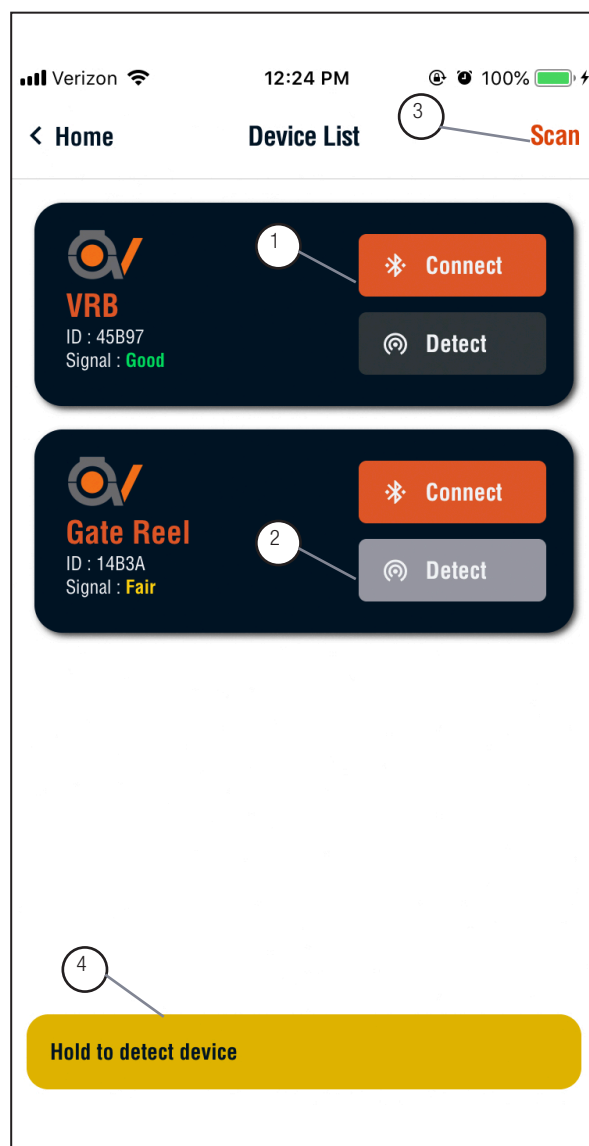 Verizon 12:24 PM 100%
3
< Home Device List Scan
1
Connect
VRB
ID : 45B97
Signal : Good
Detect
Connect
Gate Reel
2
ID : 14B3A
Signal : Fair
Detect
4
Hold to detect device